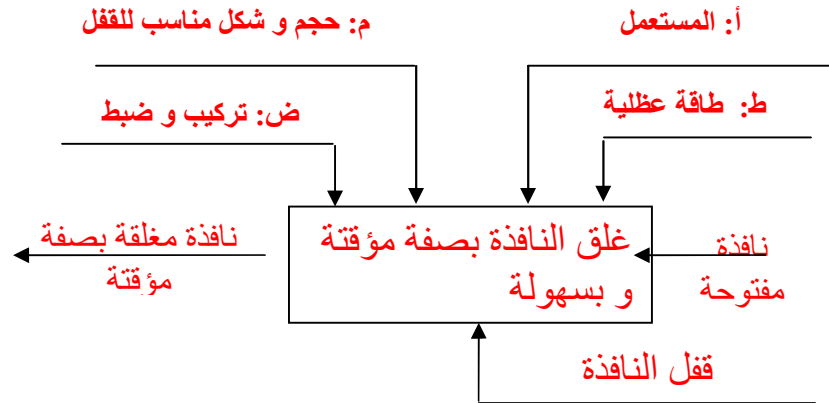 أ: المستعمل
م: حجم و شكل مناسب للقفل
ط: طاقة عظلية
ض: تركيب و ضبط
نافذة
مفتوحة
غلق النافذة بصفة مؤقتة
و بسهولة
نافذة مغلقة بصفة
مؤقتة
قفل النافذة